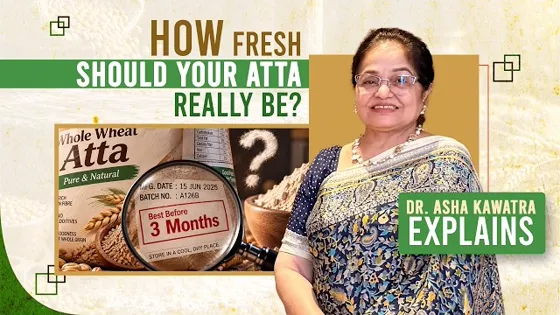 HOW FRESH
SHOULD YOUR ATTA
REALLY BE?
Whole Wheat
Atta
Pure & Natural
G. DATE : 15 JUN 2025
BATCH NO. : A126B
Best Before
3 Months
STORE IN A COOL, DRY PLACE
DR. ASHA KAWATRA
EXPLAINS